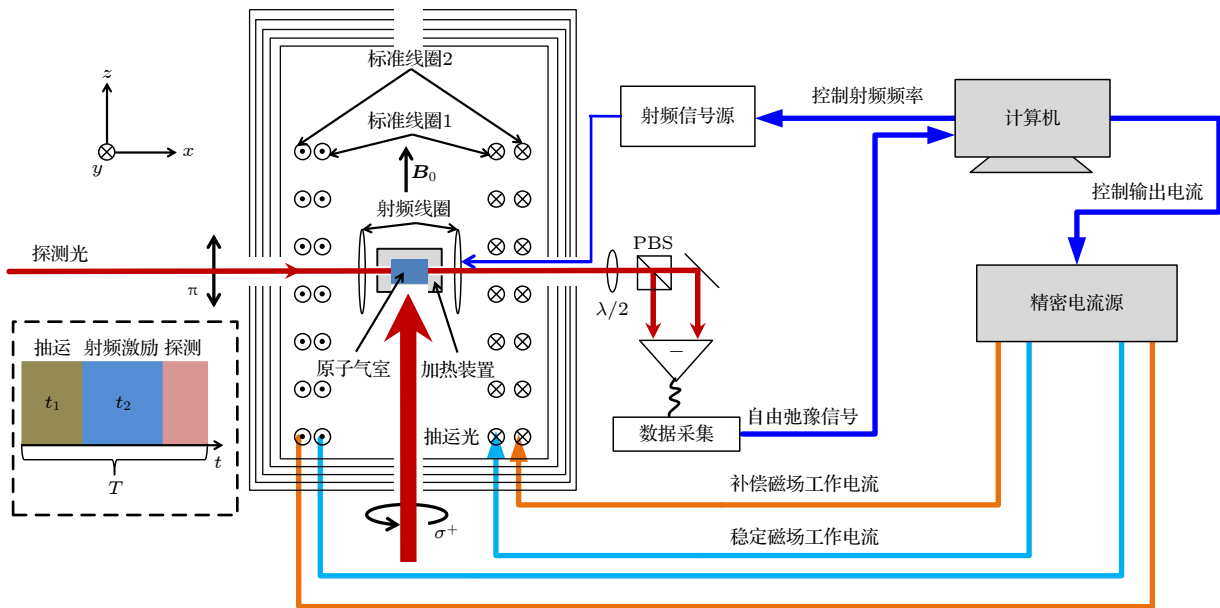 标准线圈2
z
标准线圈1
控制射频频率
射频信号源
计算机
x
y
B0
控制输出电流
射频线圈
探测光
PBS
π
λ/2
精密电流源
抽运 射频激励 探测
原子气室
加热装置
−
t1
t2
自由弛豫信号
抽运光
数据采集
t
T
补偿磁场工作电流
σ+
稳定磁场工作电流